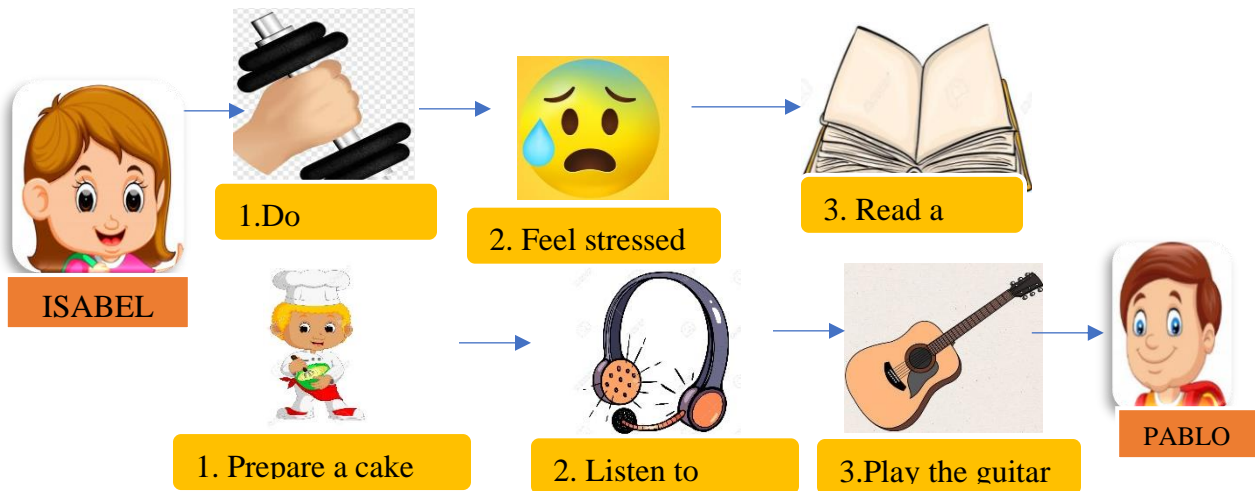 1.Do
2. Feel stressed
3. Read a
ISABEL
1. Prepare a cake
2. Listen to
3.Play the guitar
PABLO